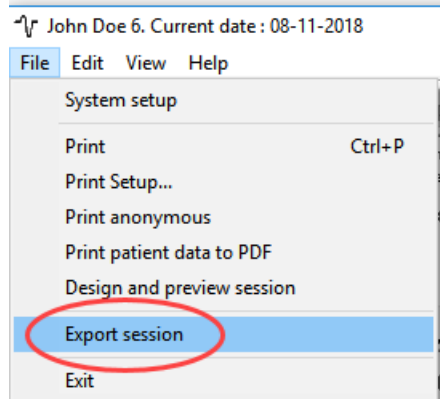 John Doe 6. Current date : 08-11-2018
File Edit View Help
System setup
Print Ctrl+P
Print Setup...
Print anonymous
Print patient data to PDF
Design and preview session
Export session
Exit